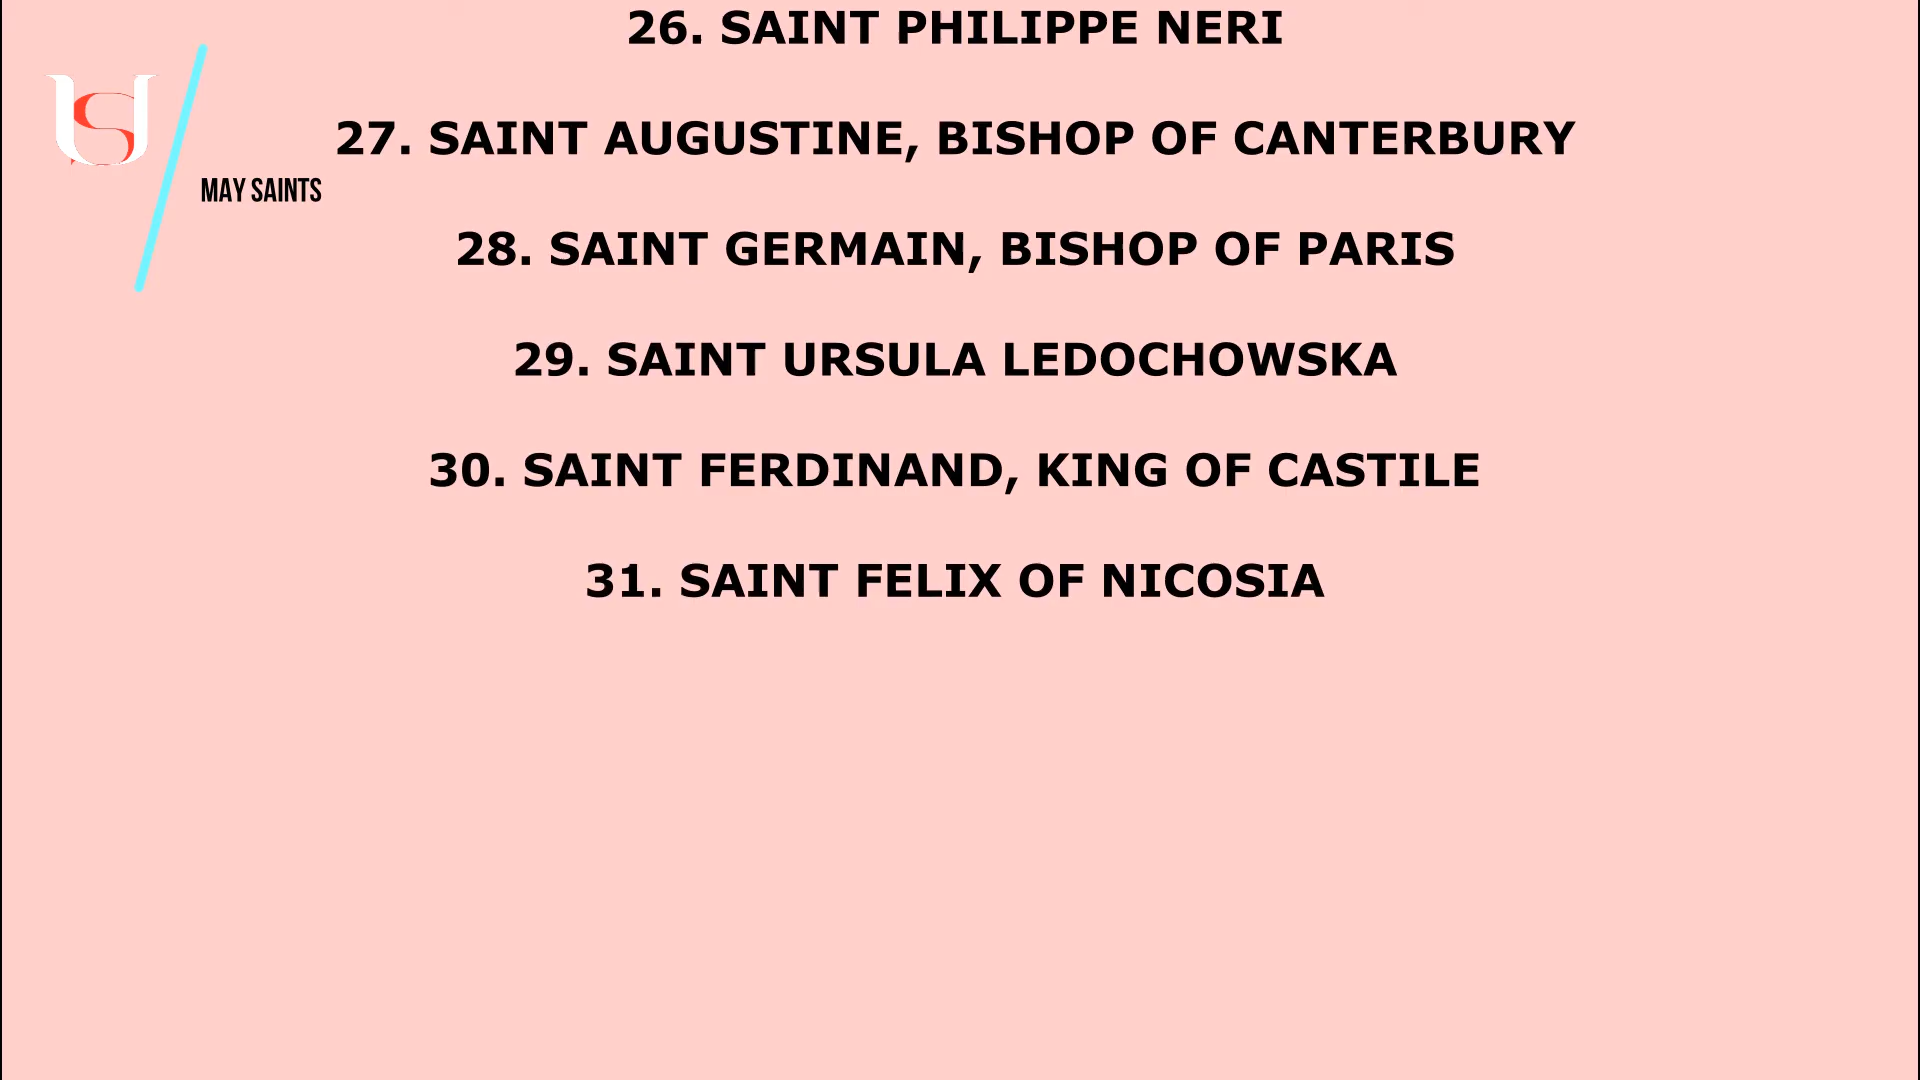 26. SAINT PHILIPPE NERI
US
27. SAINT AUGUSTINE, BISHOP OF CANTERBURY
MAY SAINTS
28. SAINT GERMAIN, BISHOP OF PARIS
29. SAINT URSULA LEDOCHOWSKA
30. SAINT FERDINAND, KING OF CASTILE
31. SAINT FELIX OF NICOSIA